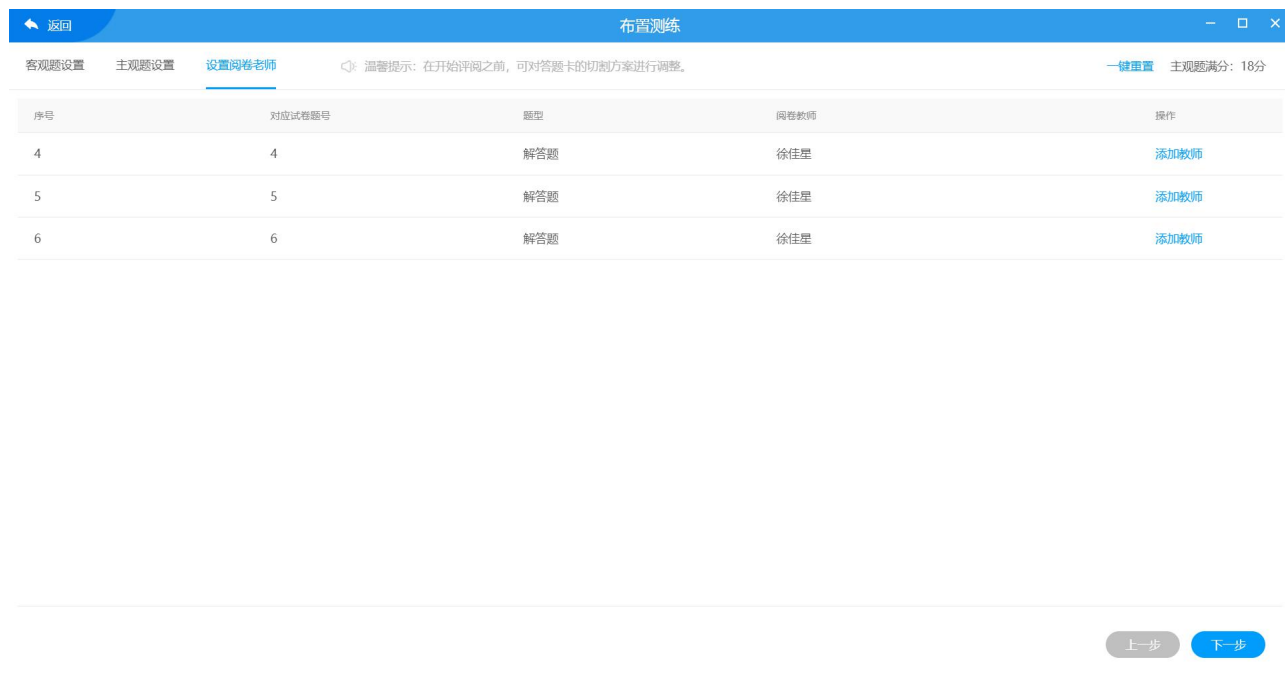 返回 布置测练
客观题设置 主观题设置 设置阅卷老师 温馨提示：在开始评阅之前，可对答题卡的切割方案进行调整。 一键重置 主观题满分：18分
序号 对应试卷题号 题型 阅卷教师 操作
4 4 解答题 徐佳星 添加教师
5 5 解答题 徐佳星 添加教师
6 6 解答题 徐佳星 添加教师
上一步 下一步